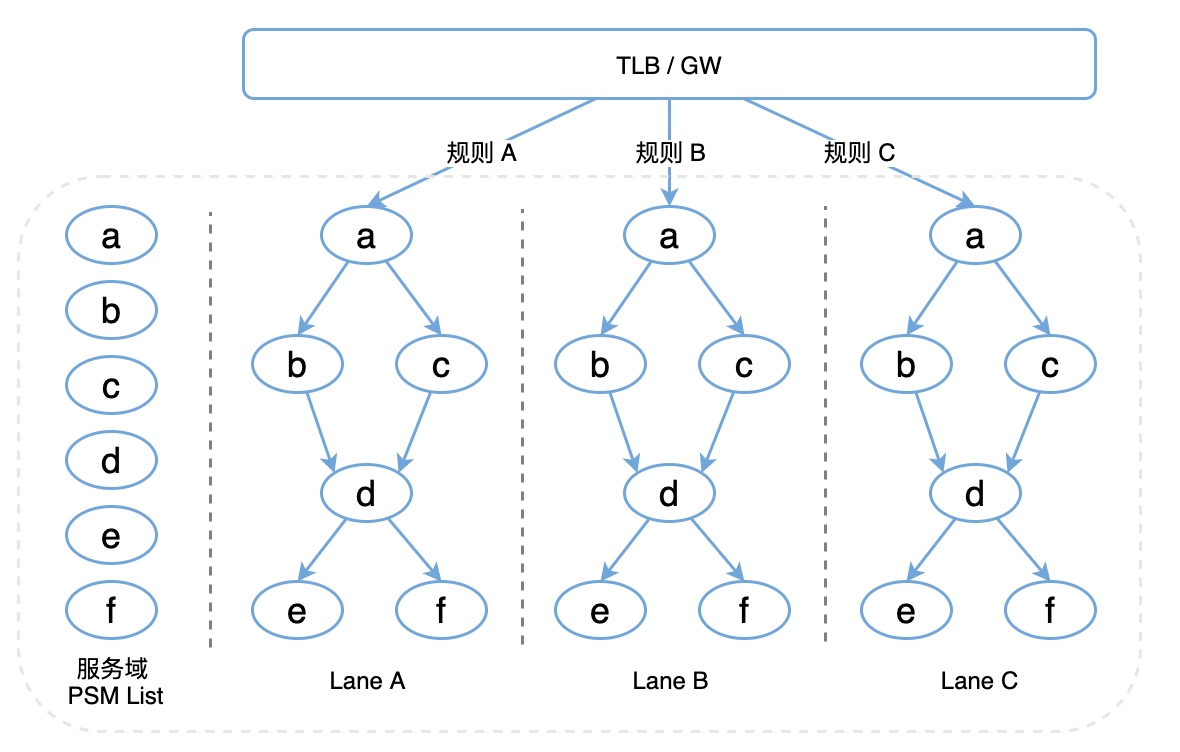 TLB / GW
规则 A
规则 B
规则 C
a
b
c
d
e
f
服务域
PSM List
a
b
c
d
e
f
Lane A
a
b
c
d
e
f
Lane B
a
b
c
d
e
f
Lane C